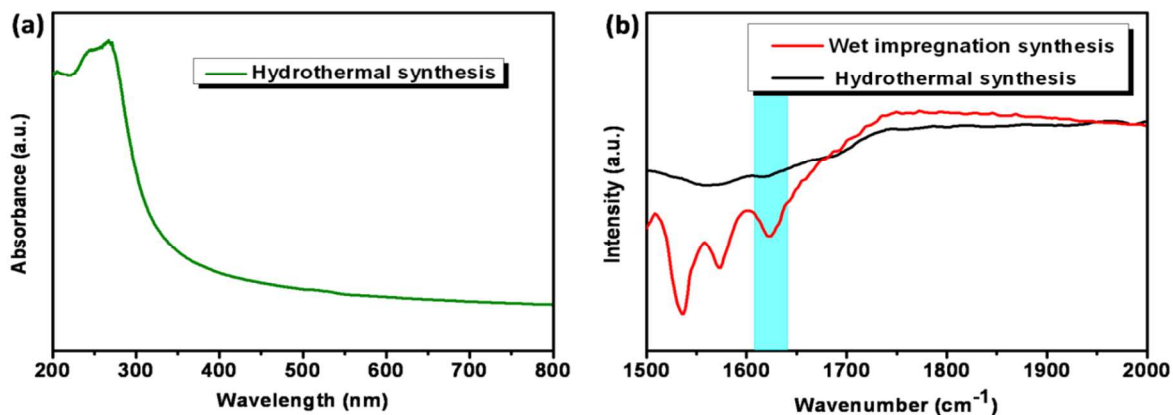 (a)
Hydrothermal synthesis
Absorbance (a.u.)
200 300 400 500 600 700 800
Wavelength (nm)
(b)
Wet impregnation synthesis
Hydrothermal synthesis
Intensity (a.u.)
1500 1600 1700 1800 1900 2000
Wavenumber (cm⁻¹)